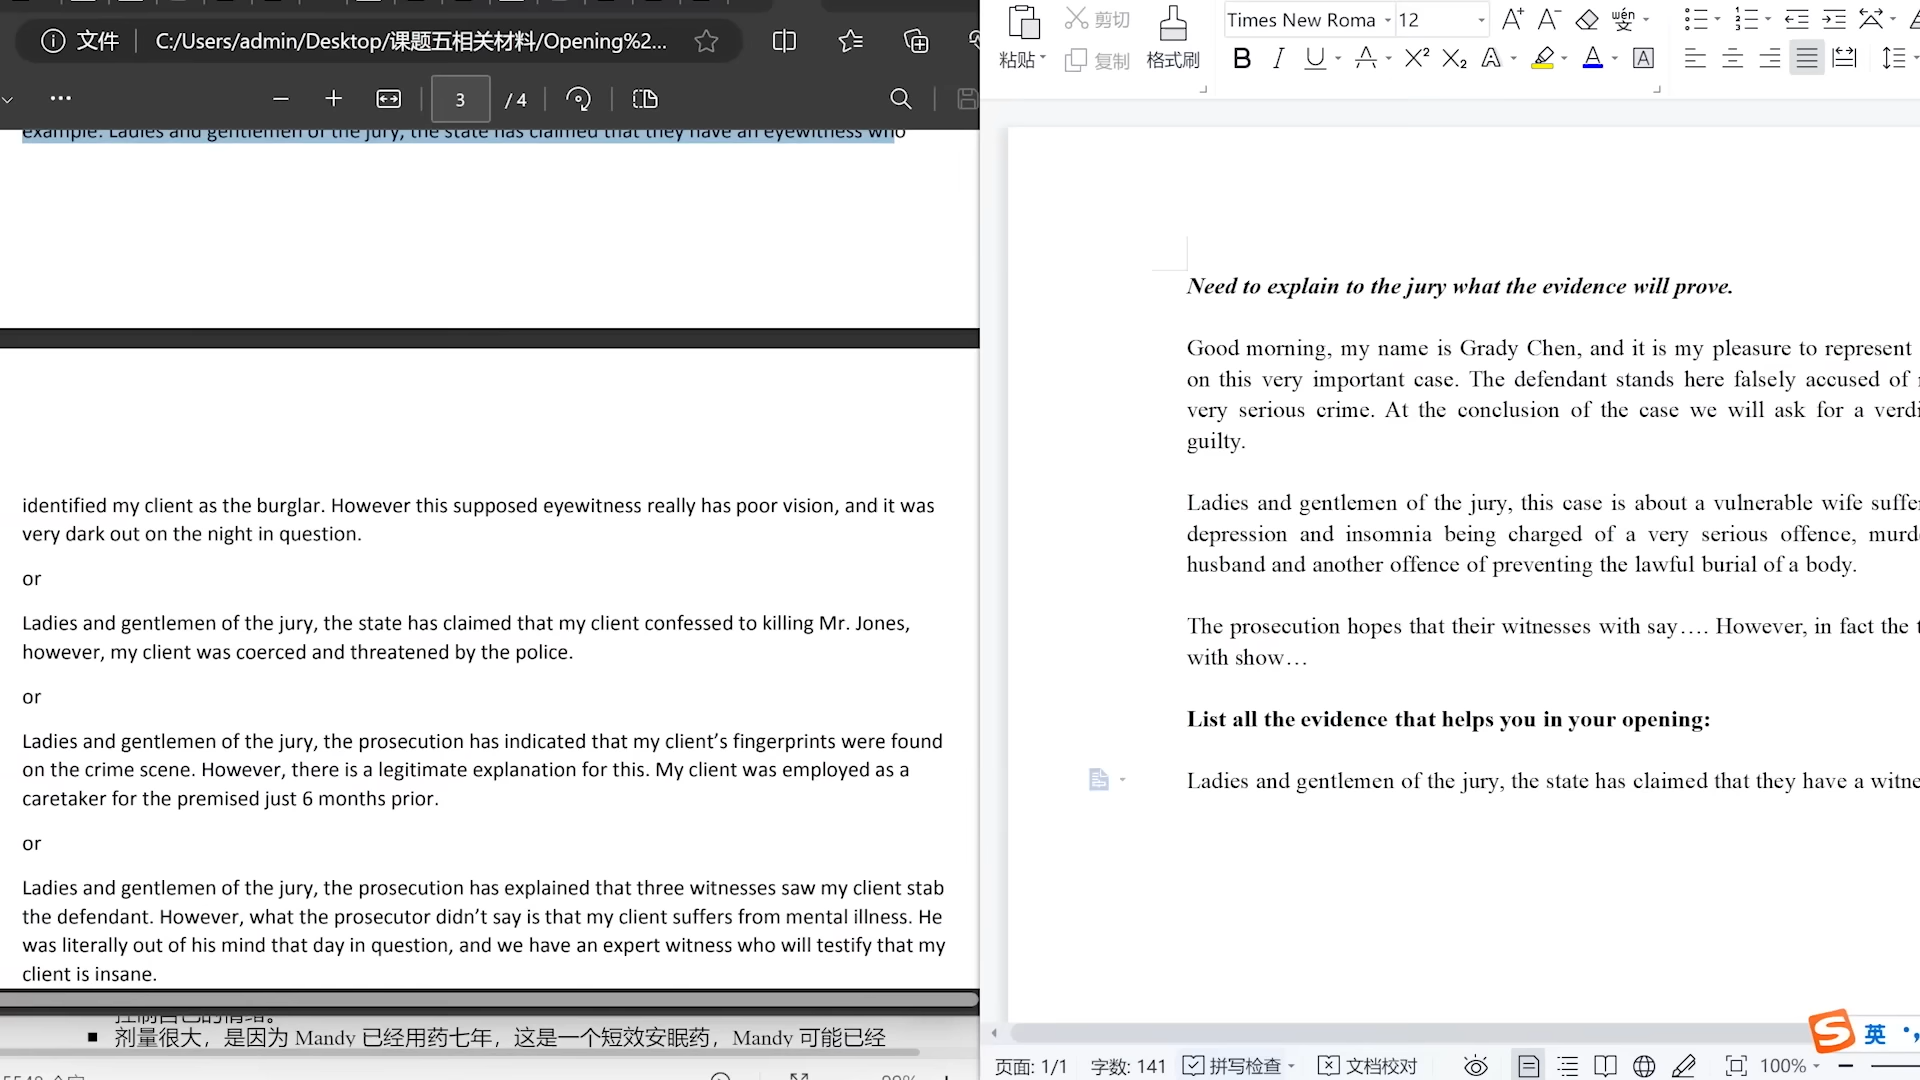 文件
C:/Users/admin/Desktop/课题五相关材料/Opening%2...
3 / 4
example: Ladies and gentlemen of the jury, the state has claimed that they have an eyewitness who
identified my client as the burglar. However this supposed eyewitness really has poor vision, and it was
very dark out on the night in question.
or
Ladies and gentlemen of the jury, the state has claimed that my client confessed to killing Mr. Jones,
however, my client was coerced and threatened by the police.
or
Ladies and gentlemen of the jury, the prosecution has indicated that my client’s fingerprints were found
on the crime scene. However, there is a legitimate explanation for this. My client was employed as a
caretaker for the premised just 6 months prior.
or
Ladies and gentlemen of the jury, the prosecution has explained that three witnesses saw my client stab
the defendant. However, what the prosecutor didn’t say is that my client suffers from mental illness. He
was literally out of his mind that day in question, and we have an expert witness who will testify that my
client is insane.
■ 剂量很大，是因为 Mandy 已经用药七年，这是一个短效安眠药，Mandy 可能已经
粘贴 剪切 复制 格式刷
Times New Roma 12
Need to explain to the jury what the evidence will prove.
Good morning, my name is Grady Chen, and it is my pleasure to represent
on this very important case. The defendant stands here falsely accused of
very serious crime. At the conclusion of the case we will ask for a verdi
guilty.
Ladies and gentlemen of the jury, this case is about a vulnerable wife suffe
depression and insomnia being charged of a very serious offence, murd
husband and another offence of preventing the lawful burial of a body.
The prosecution hopes that their witnesses with say…. However, in fact the t
with show…
List all the evidence that helps you in your opening:
Ladies and gentlemen of the jury, the state has claimed that they have a witne
英
页面: 1/1 字数: 141 拼写检查 文档校对 100%